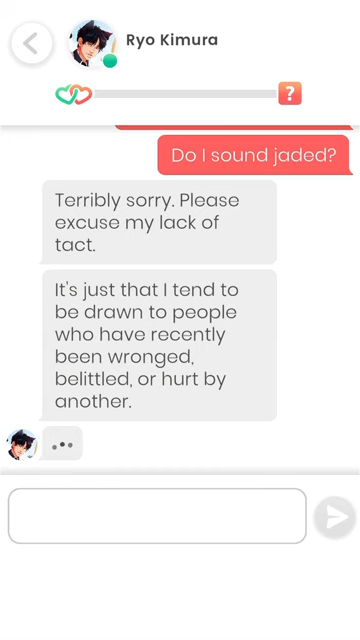 Ryo Kimura
?
Do I sound jaded?
Terribly sorry. Please
excuse my lack of
tact.
It's just that I tend to
be drawn to people
who have recently
been wronged,
belittled, or hurt by
another.